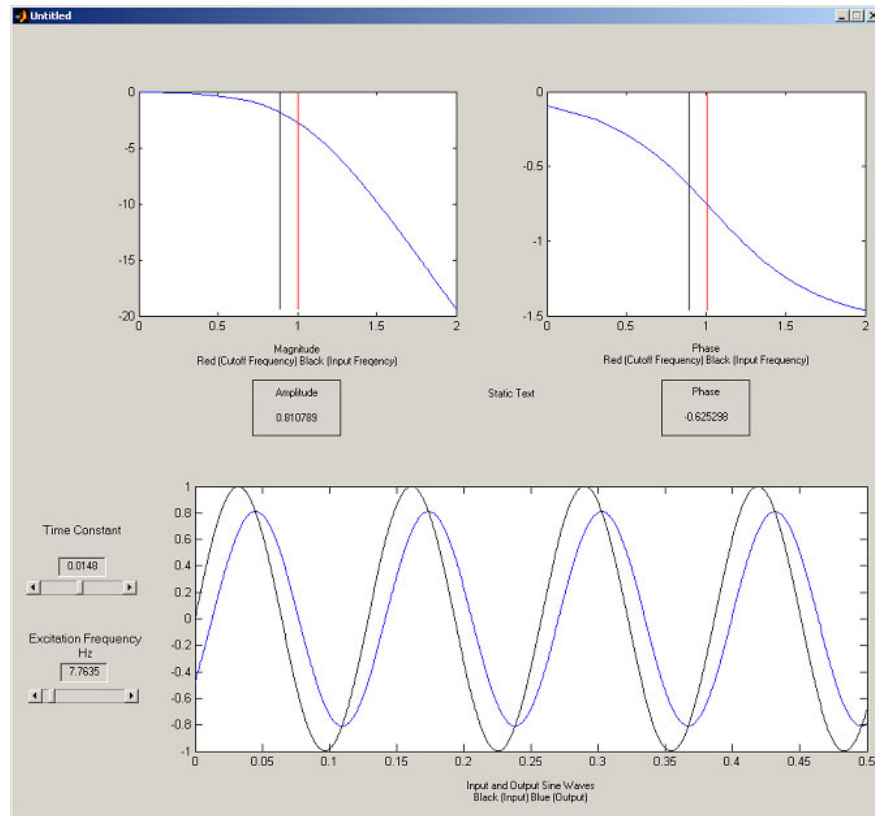 Untitled
0
-5
-10
-15
-20
0 0.5 1 1.5 2
Magnitude
Red (Cutoff Frequency) Black (Input Freqency)
0
-0.5
-1
-1.5
0 0.5 1 1.5 2
Phase
Red (Cutoff Frequency) Black (Input Frequency)
Amplitude
0.810789
Static Text
Phase
-0.625298
Time Constant
0.0148
Excitation Frequency
Hz
7.7635
1
0.8
0.6
0.4
0.2
0
-0.2
-0.4
-0.6
-0.8
-1
0 0.05 0.1 0.15 0.2 0.25 0.3 0.35 0.4 0.45 0.5
Input and Output Sine Waves
Black (Input) Blue (Output)